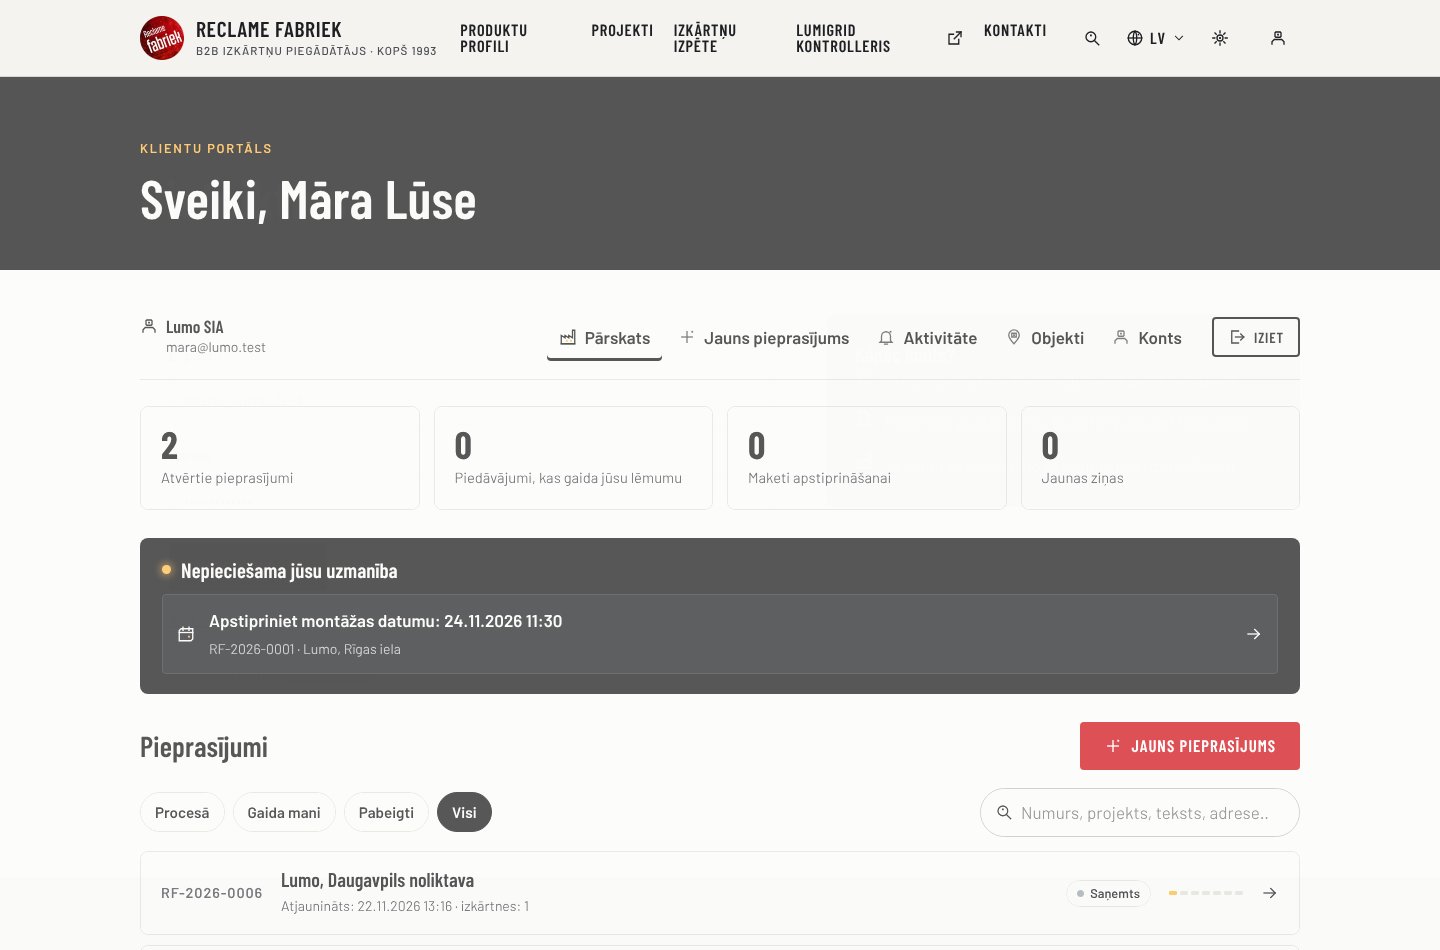 RECLAME FABRIEK
B2B IZKĀRTŅU PIEGĀDĀTĀJS · KOPŠ 1993
Reclame
fabriek
PRODUKTU
PROFILI
PROJEKTI
IZKĀRTŅU
IZPĒTE
LUMIGRID
KONTROLLERIS
KONTAKTI
LV
KLIENTU PORTĀLS
Sveiki, Māra Lūse
Lumo SIA
mara@lumo.test
Pārskats
Jauns pieprasījums
Aktivitāte
Objekti
Konts
IZIET
2
Atvērtie pieprasījumi
0
Piedāvājumi, kas gaida jūsu lēmumu
0
Maketi apstiprināšanai
0
Jaunas ziņas
Nepieciešama jūsu uzmanība
Apstipriniet montāžas datumu: 24.11.2026 11:30
RF-2026-0001 · Lumo, Rīgas iela
Pieprasījumi
JAUNS PIEPRASĪJUMS
Procesā
Gaida mani
Pabeigti
Visi
Numurs, projekts, teksts, adrese..
RF-2026-0006
Lumo, Daugavpils noliktava
Atjaunināts: 22.11.2026 13:16 · izkārtnes: 1
Saņemts